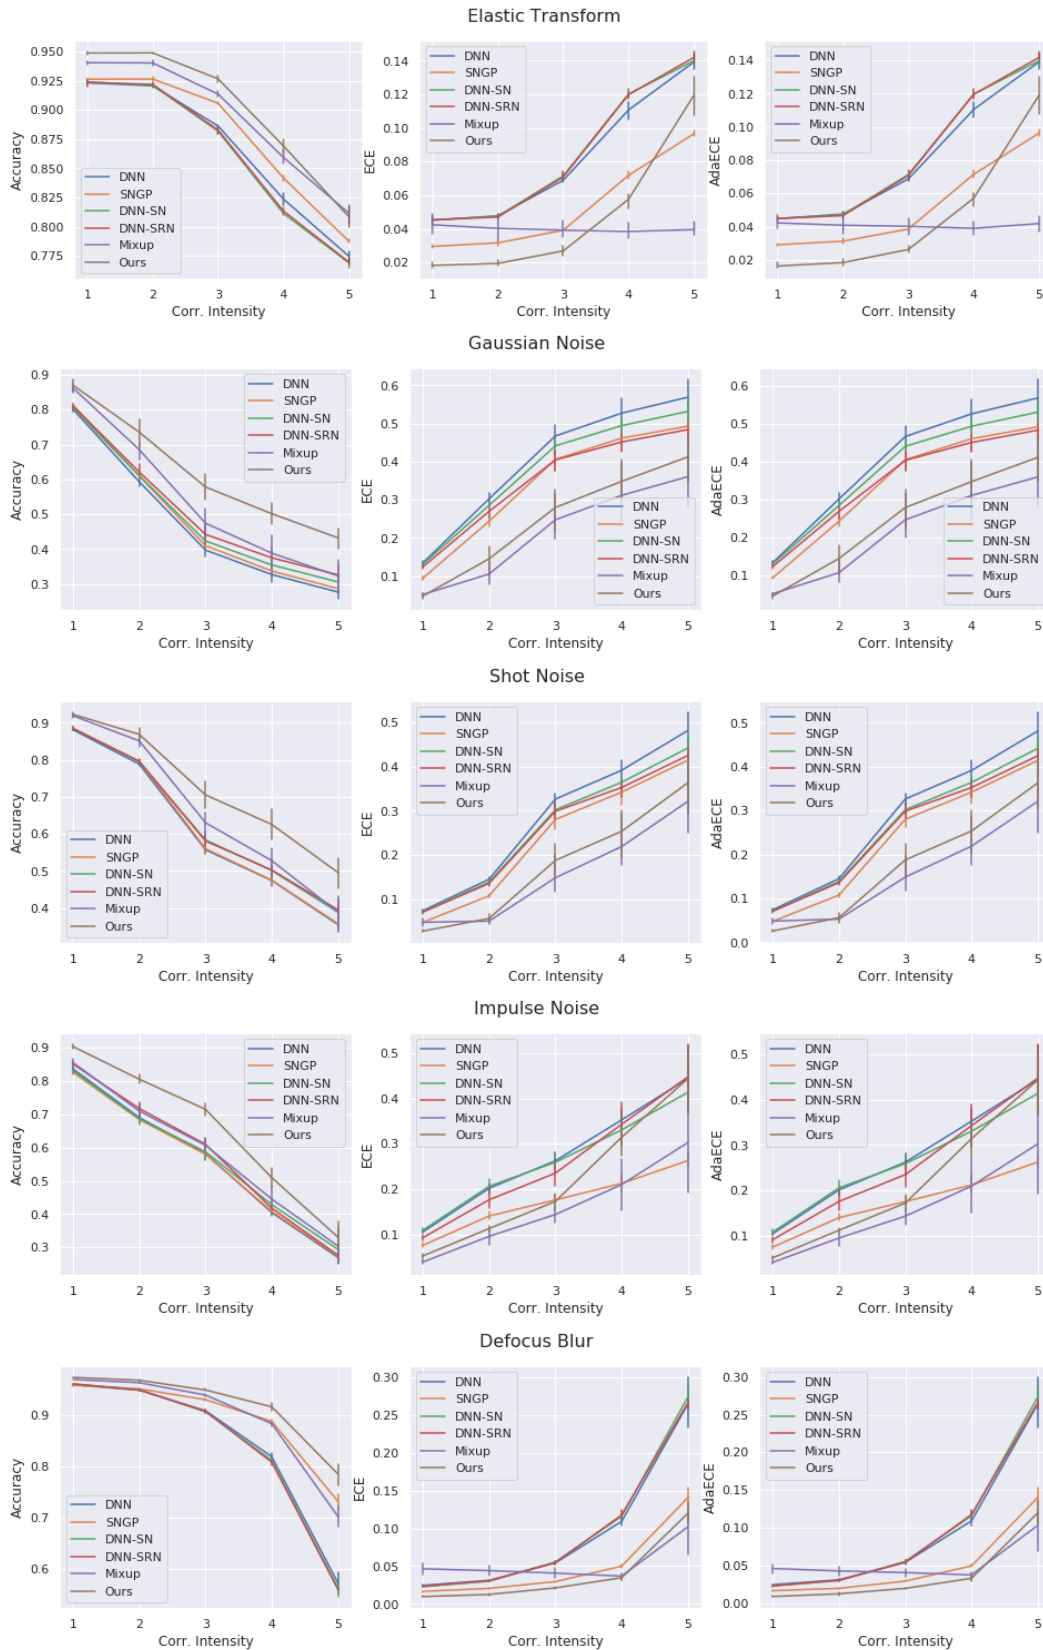 Elastic Transform
Accuracy
0.950
0.925
0.900
0.875
0.850
0.825
0.800
0.775
DNN
SNGP
DNN-SN
DNN-SRN
Mixup
Ours
1 2 3 4 5
Corr. Intensity
ECE
0.14
0.12
0.10
0.08
0.06
0.04
0.02
DNN
SNGP
DNN-SN
DNN-SRN
Mixup
Ours
1 2 3 4 5
Corr. Intensity
AdaECE
0.14
0.12
0.10
0.08
0.06
0.04
0.02
DNN
SNGP
DNN-SN
DNN-SRN
Mixup
Ours
1 2 3 4 5
Corr. Intensity
Gaussian Noise
Accuracy
0.9
0.8
0.7
0.6
0.5
0.4
0.3
DNN
SNGP
DNN-SN
DNN-SRN
Mixup
Ours
1 2 3 4 5
Corr. Intensity
ECE
0.6
0.5
0.4
0.3
0.2
0.1
DNN
SNGP
DNN-SN
DNN-SRN
Mixup
Ours
1 2 3 4 5
Corr. Intensity
AdaECE
0.6
0.5
0.4
0.3
0.2
0.1
DNN
SNGP
DNN-SN
DNN-SRN
Mixup
Ours
1 2 3 4 5
Corr. Intensity
Shot Noise
Accuracy
0.9
0.8
0.7
0.6
0.5
0.4
DNN
SNGP
DNN-SN
DNN-SRN
Mixup
Ours
1 2 3 4 5
Corr. Intensity
ECE
0.5
0.4
0.3
0.2
0.1
DNN
SNGP
DNN-SN
DNN-SRN
Mixup
Ours
1 2 3 4 5
Corr. Intensity
AdaECE
0.5
0.4
0.3
0.2
0.1
0.0
DNN
SNGP
DNN-SN
DNN-SRN
Mixup
Ours
1 2 3 4 5
Corr. Intensity
Impulse Noise
Accuracy
0.9
0.8
0.7
0.6
0.5
0.4
0.3
DNN
SNGP
DNN-SN
DNN-SRN
Mixup
Ours
1 2 3 4 5
Corr. Intensity
ECE
0.5
0.4
0.3
0.2
0.1
DNN
SNGP
DNN-SN
DNN-SRN
Mixup
Ours
1 2 3 4 5
Corr. Intensity
AdaECE
0.5
0.4
0.3
0.2
0.1
DNN
SNGP
DNN-SN
DNN-SRN
Mixup
Ours
1 2 3 4 5
Corr. Intensity
Defocus Blur
Accuracy
0.9
0.8
0.7
0.6
DNN
SNGP
DNN-SN
DNN-SRN
Mixup
Ours
1 2 3 4 5
Corr. Intensity
ECE
0.30
0.25
0.20
0.15
0.10
0.05
0.00
DNN
SNGP
DNN-SN
DNN-SRN
Mixup
Ours
1 2 3 4 5
Corr. Intensity
AdaECE
0.30
0.25
0.20
0.15
0.10
0.05
0.00
DNN
SNGP
DNN-SN
DNN-SRN
Mixup
Ours
1 2 3 4 5
Corr. Intensity